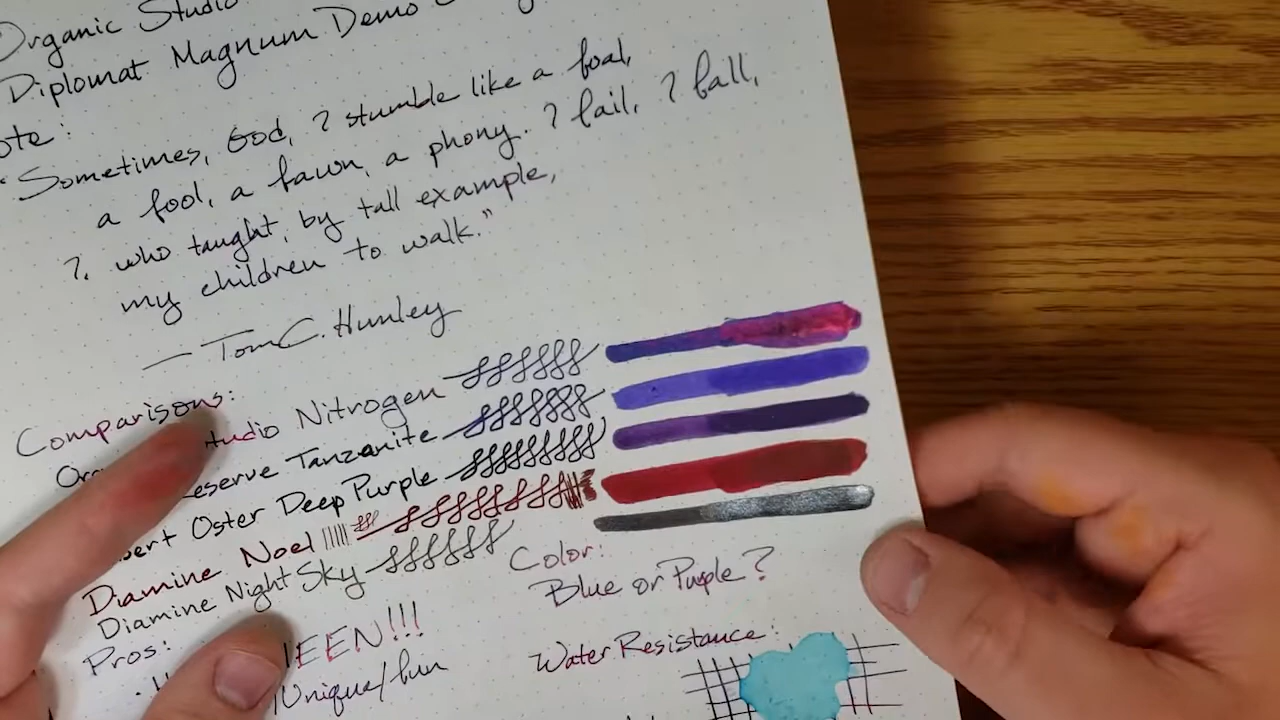 Organic Studio
Diplomat Magnum Demo
ote:
"Sometimes, God, I stumble like a foal,
a fool, a fawn, a phony. I fail, I fall,
I, who taught, by tall example,
my children to walk."
— Tom C. Hunley
Comparisons:
Studio Nitrogen
eserve Tanzanite
bert Oster Deep Purple
Diamine Noel
Diamine Night Sky
Color:
Blue or Purple?
Pros:
EEN!!!
Unique/fun
Water Resistance: